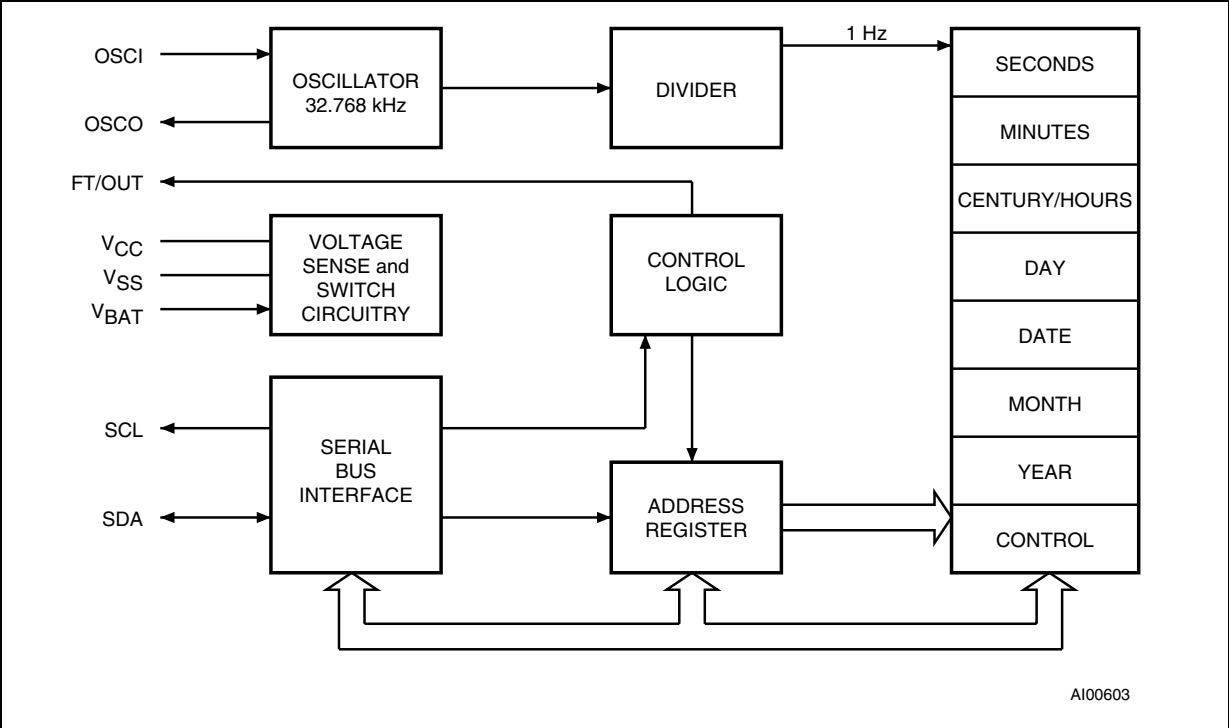 OSCI
OSCO
FT/OUT
VCC
VSS
VBAT
SCL
SDA
OSCILLATOR
32.768 kHz
DIVIDER
1 Hz
VOLTAGE
SENSE and
SWITCH
CIRCUITRY
CONTROL
LOGIC
SERIAL
BUS
INTERFACE
ADDRESS
REGISTER
SECONDS
MINUTES
CENTURY/HOURS
DAY
DATE
MONTH
YEAR
CONTROL
AI00603